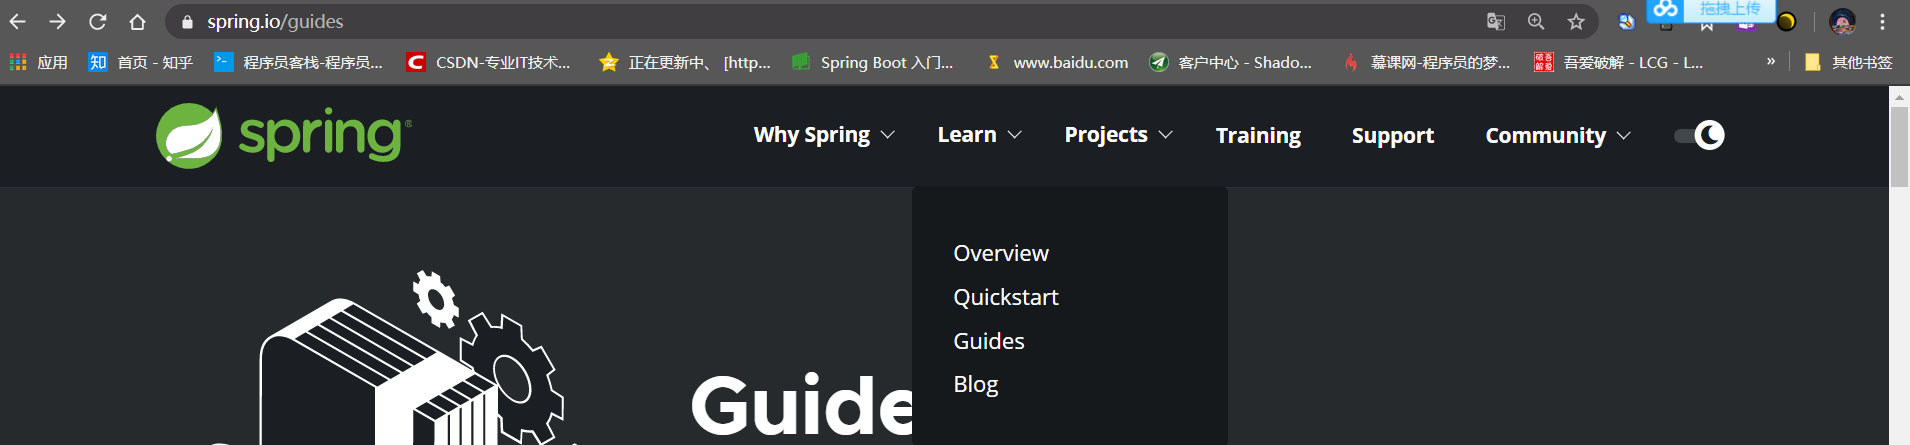 spring.io/guides
拖拽上传
应用 首页 - 知乎 程序员客栈-程序员... CSDN-专业IT技术... 正在更新中、 [http... Spring Boot 入门... www.baidu.com 客户中心 - Shado... 慕课网-程序员的梦... 吾爱破解 - LCG - L... » 其他书签
spring®
Why Spring Learn Projects Training Support Community
Overview
Quickstart
Guides
Blog
Guide